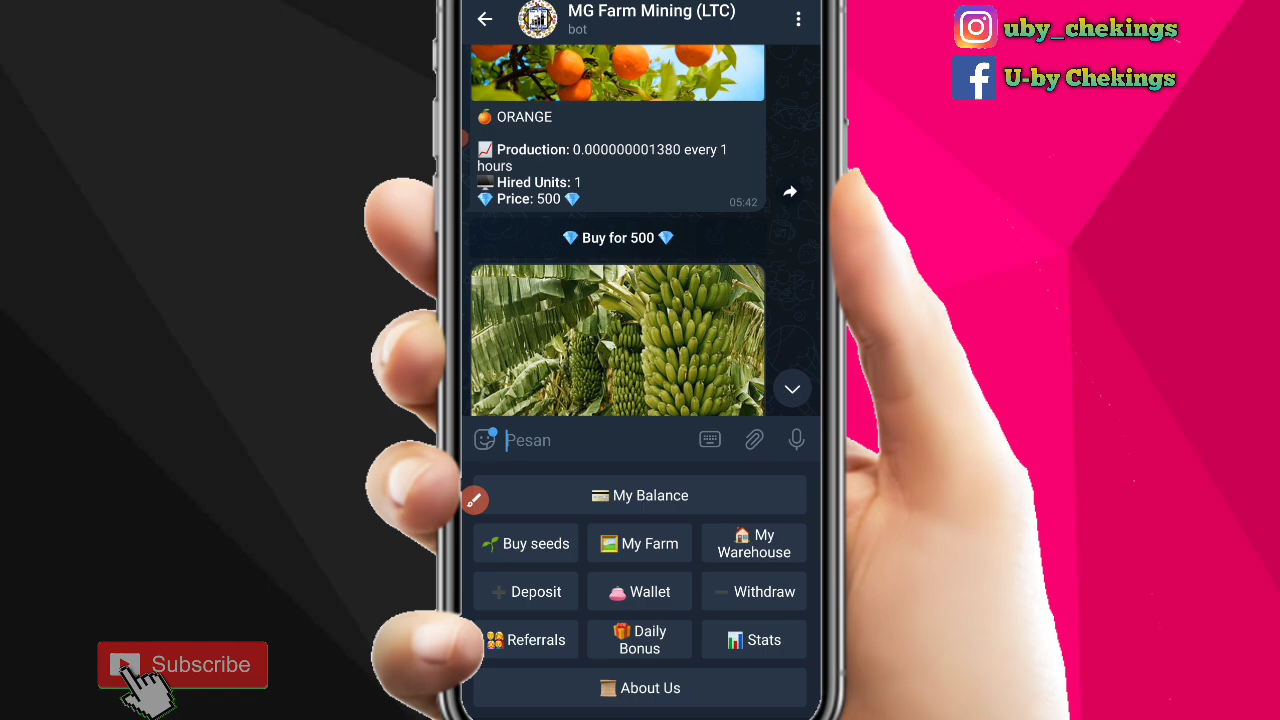 MG Farm Mining (LTC)
bot
uby_chekings
U-by Chekings
🍊 ORANGE
📈 Production: 0.000000001380 every 1
hours
🖥️ Hired Units: 1
💎 Price: 500 💎
05:42
💎 Buy for 500 💎
Pesan
💳 My Balance
🌱 Buy seeds
🖼️ My Farm
🏠 My
Warehouse
➕ Deposit
👛 Wallet
➖ Withdraw
👨‍👩‍👧‍👦 Referrals
🎁 Daily
Bonus
📊 Stats
📜 About Us
Subscribe